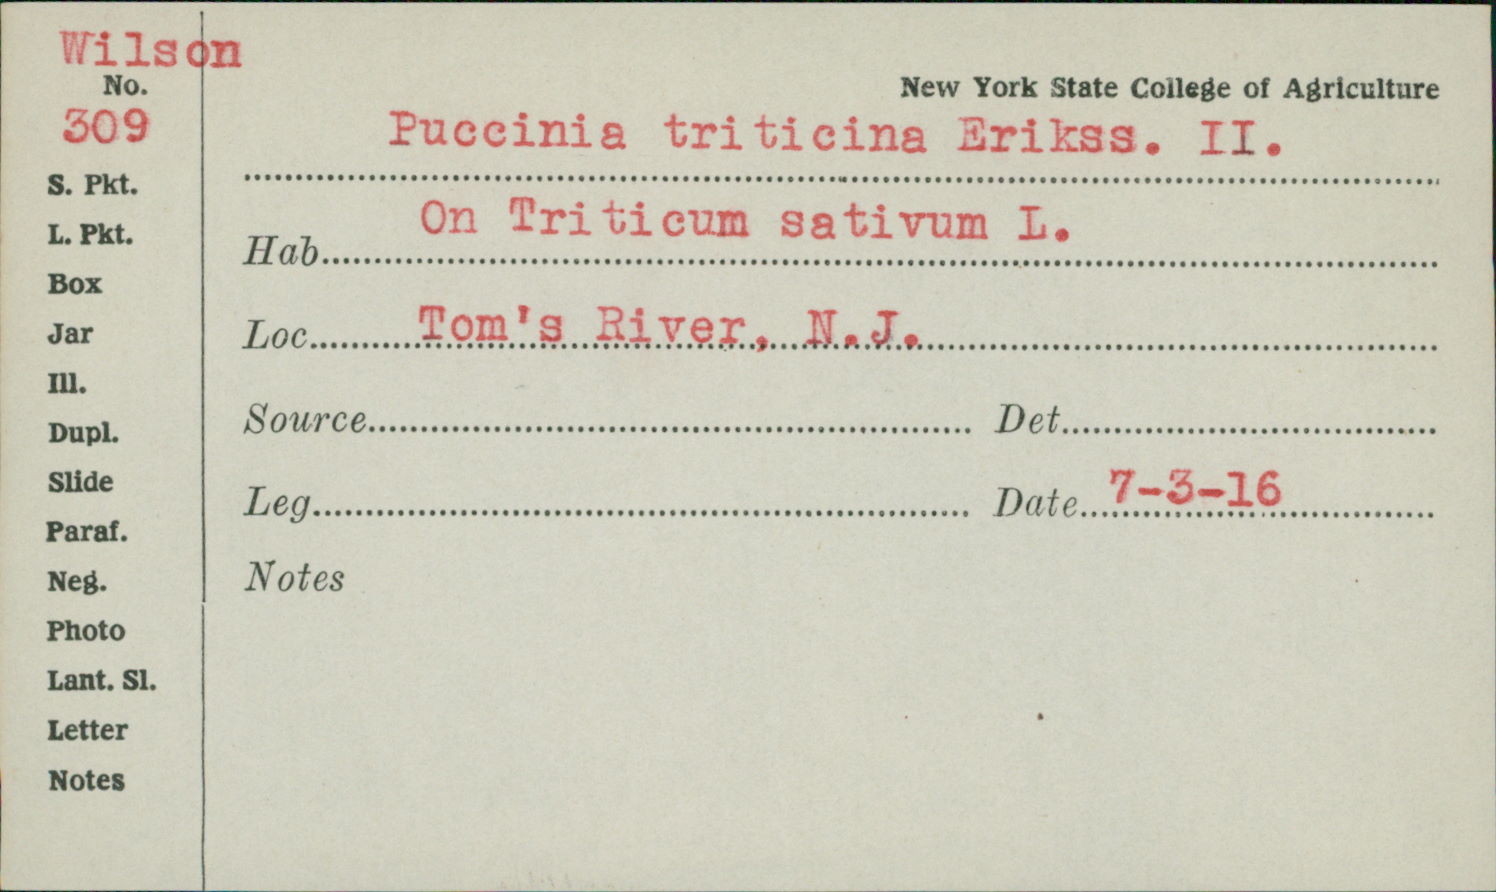 Wilson
No.
309
S. Pkt.
L. Pkt.
Box
Jar
Ill.
Dupl.
Slide
Paraf.
Neg.
Photo
Lant. Sl.
Letter
Notes
New York State College of Agriculture
Puccinia triticina Erikss. II.
Hab. On Triticum sativum L.
Loc. Tom's River, N.J.
Source Det.
Leg. Date 7-3-16
Notes